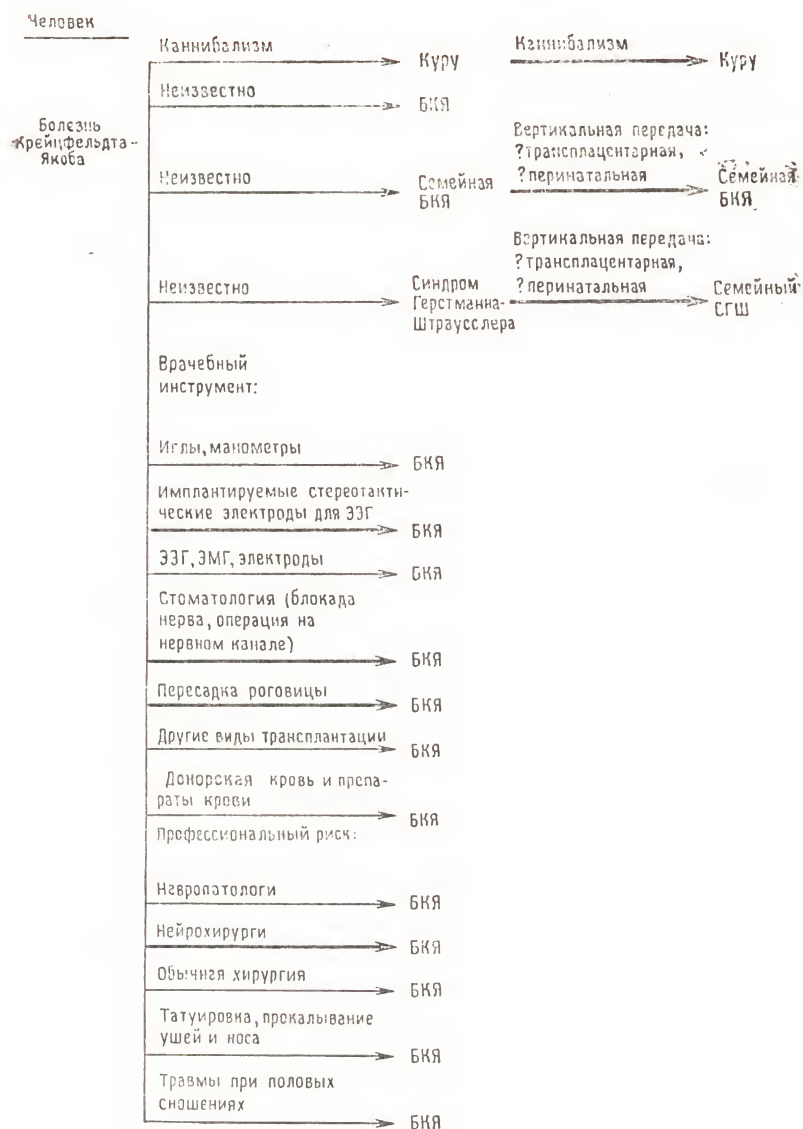 Человек
Каннибализм
Куру
Каннибализм
Куру
Неизвестно
БКЯ
Болезнь
Крейцфельдта-
Якоба
Неизвестно
Семейная
БКЯ
Вертикальная передача:
?трансплацентарная,
?перинатальная
Семейная
БКЯ
Неизвестно
Синдром
Герстманна-
Штраусслера
Вертикальная передача:
?трансплацентарная,
?перинатальная
Семейный
СГШ
Врачебный
инструмент:
Иглы, манометры
БКЯ
Имплантируемые стереотакти-
ческие электроды для ЭЭГ
БКЯ
ЭЭГ, ЭМГ, электроды
БКЯ
Стоматология (блокада
нерва, операция на
нервном канале)
БКЯ
Пересадка роговицы
БКЯ
Другие виды трансплантации
БКЯ
Донорская кровь и препа-
раты крови
БКЯ
Профессиональный риск:
Невропатологи
БКЯ
Нейрохирурги
БКЯ
Обычная хирургия
БКЯ
Татуировка, прокалывание
ушей и носа
БКЯ
Травмы при половых
сношениях
БКЯ